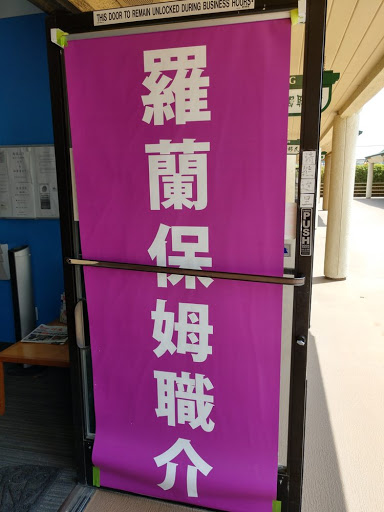 THIS DOOR TO REMAIN UNLOCKED DURING BUSINESS HOURS
羅蘭保姆職介
PUSH